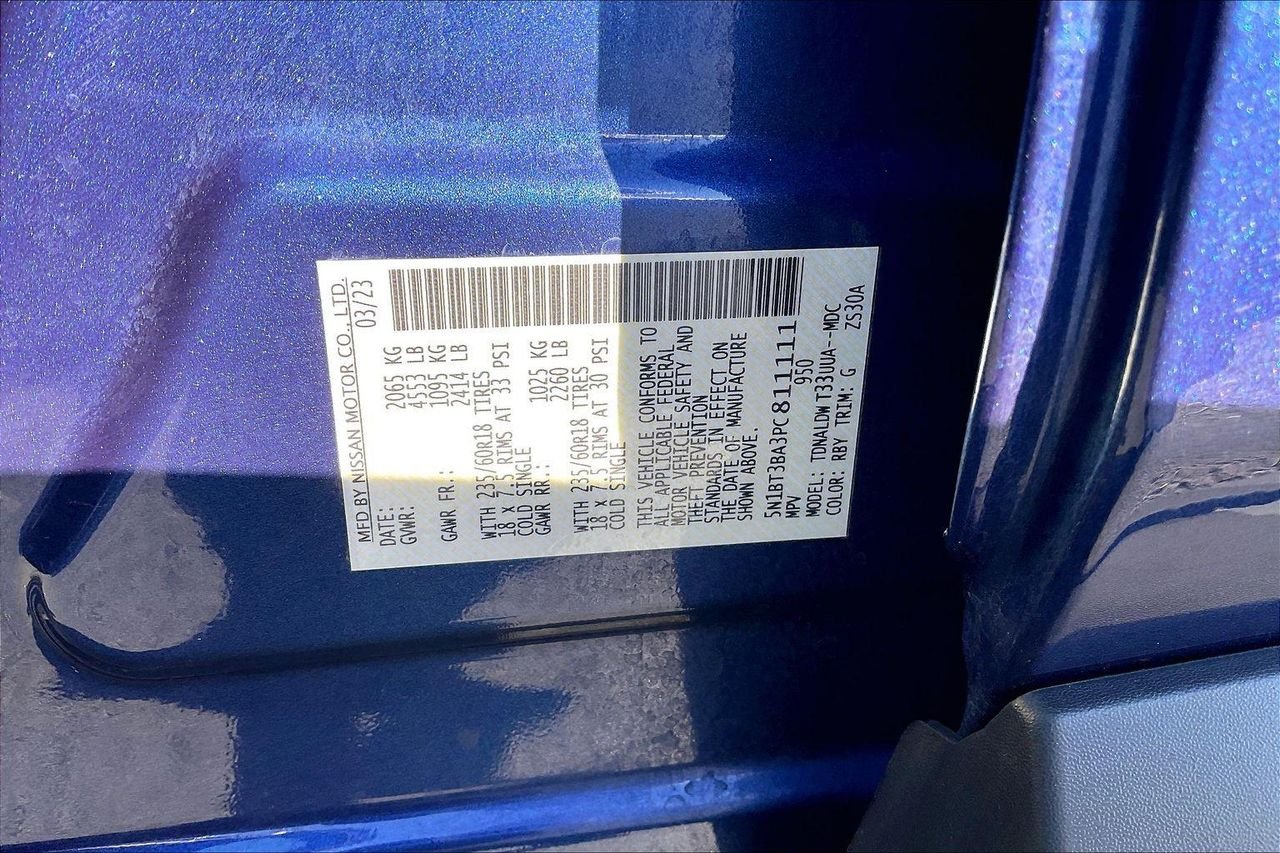 MFD BY NISSAN MOTOR CO., LTD.
DATE: 03/23
GVWR: 2065 KG
4553 LB
GAWR FR.: 1095 KG
2414 LB
WITH 235/60R18 TIRES
18 x 7.5 RIMS AT 33 PSI
COLD SINGLE
GAWR RR.: 1025 KG
2260 LB
WITH 235/60R18 TIRES
18 x 7.5 RIMS AT 30 PSI
COLD SINGLE
THIS VEHICLE CONFORMS TO
ALL APPLICABLE FEDERAL
MOTOR VEHICLE SAFETY AND
THEFT PREVENTION
STANDARDS IN EFFECT ON
THE DATE OF MANUFACTURE
SHOWN ABOVE.
5N1BT3BA3PC811111
MPV 950
MODEL: TDNALDW T33UUA--MDC
COLOR: RBY TRIM: G ZS30A